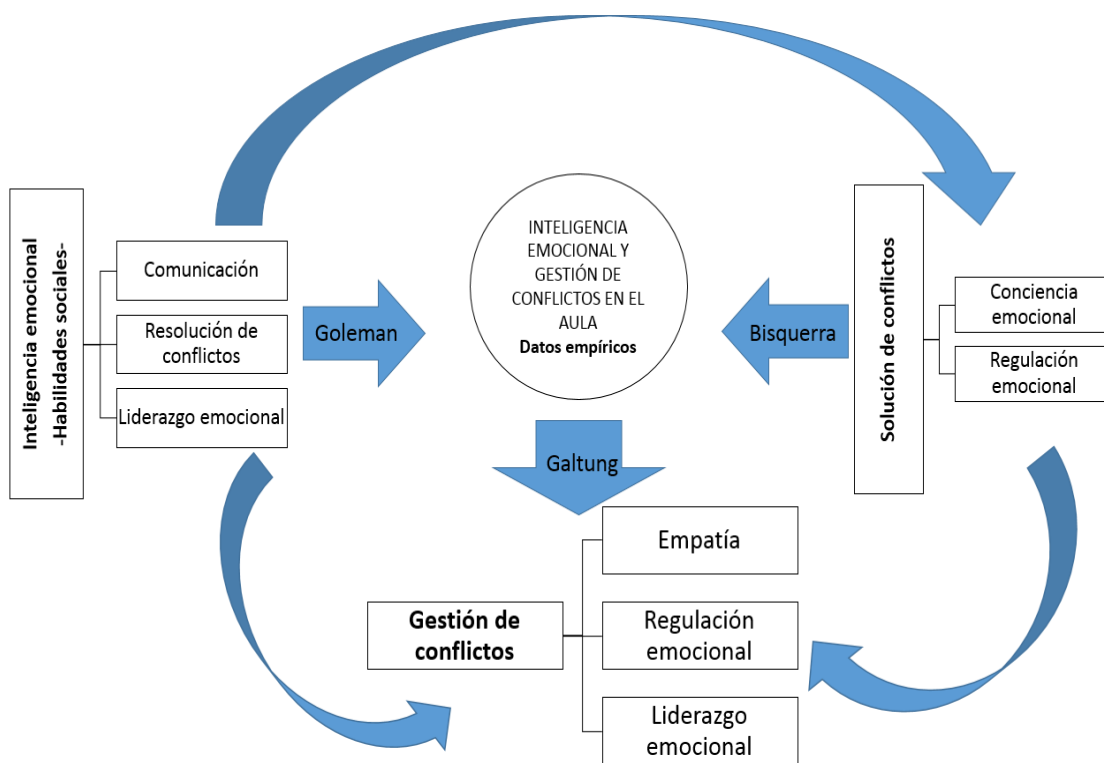 Inteligencia emocional
-Habilidades sociales-
Comunicación
Resolución de
conflictos
Liderazgo emocional
Goleman
INTELIGENCIA
EMOCIONAL Y
GESTIÓN DE
CONFLICTOS EN EL
AULA
Datos empíricos
Bisquerra
Solución de conflictos
Conciencia
emocional
Regulación
emocional
Galtung
Gestión de
conflictos
Empatía
Regulación
emocional
Liderazgo
emocional